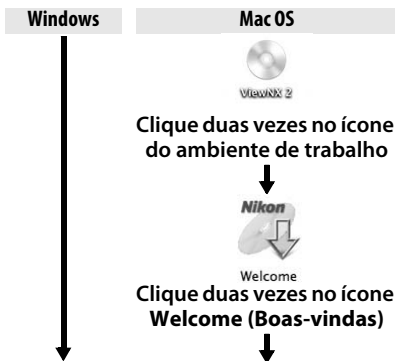 Windows Mac OS
ViewNX 2
Clique duas vezes no ícone
do ambiente de trabalho
Nikon
Welcome
Clique duas vezes no ícone
Welcome (Boas-vindas)